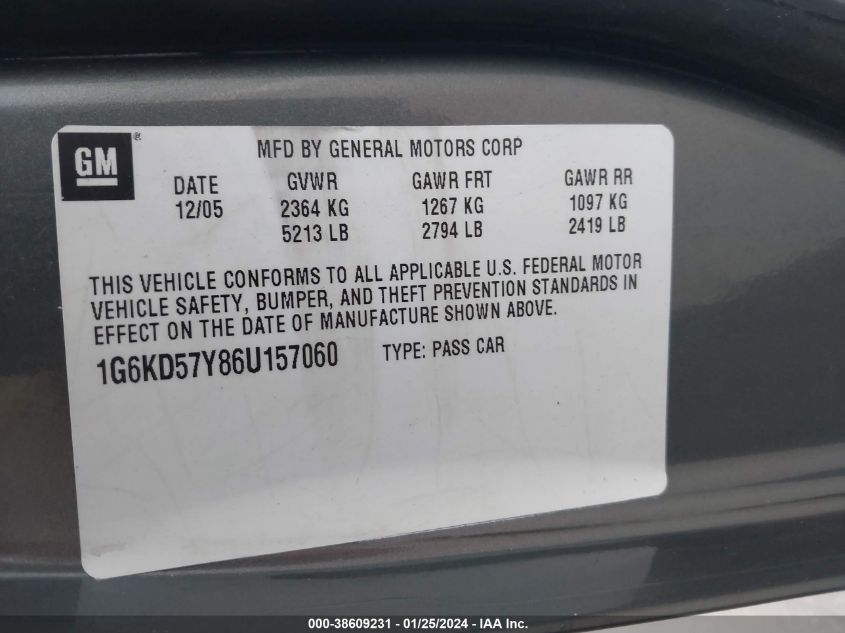 GM®
MFD BY GENERAL MOTORS CORP
DATE GVWR GAWR FRT GAWR RR
12/05 2364 KG 1267 KG 1097 KG
5213 LB 2794 LB 2419 LB
THIS VEHICLE CONFORMS TO ALL APPLICABLE U.S. FEDERAL MOTOR
VEHICLE SAFETY, BUMPER, AND THEFT PREVENTION STANDARDS IN
EFFECT ON THE DATE OF MANUFACTURE SHOWN ABOVE.
1G6KD57Y86U157060 TYPE: PASS CAR
000-38609231 - 01/25/2024 - IAA Inc.